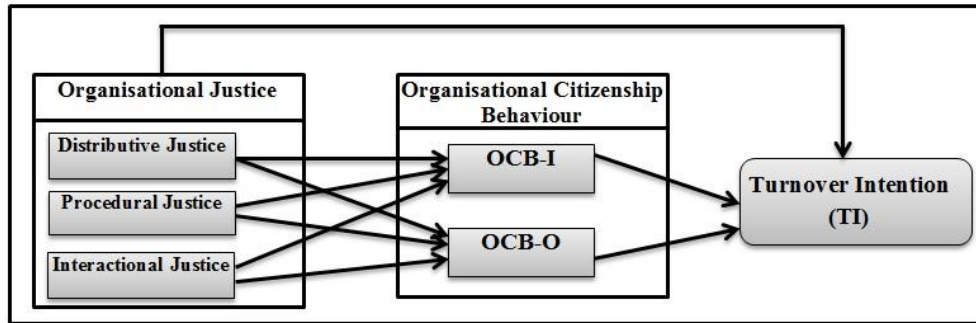 Organisational Justice
Distributive Justice
Procedural Justice
Interactional Justice
Organisational Citizenship
Behaviour
OCB-I
OCB-O
Turnover Intention
(TI)